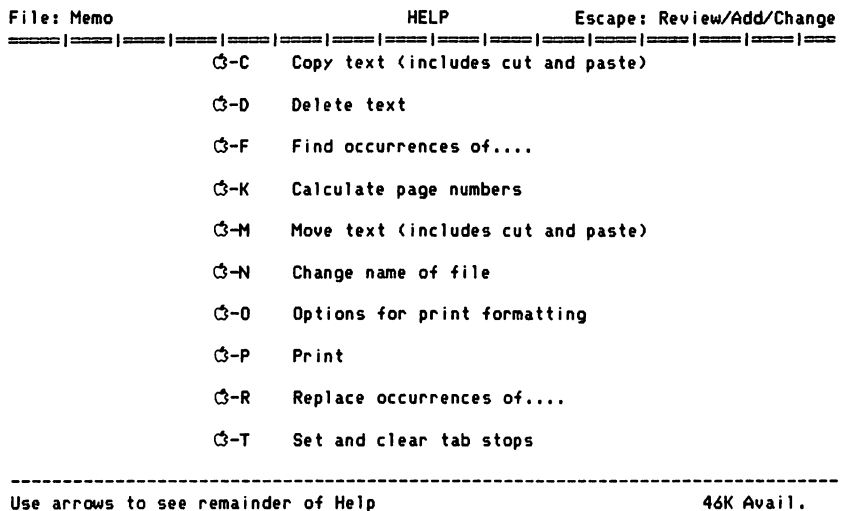 File: Memo HELP Escape: Review/Add/Change
=====|====|====|====|====|====|====|====|====|====|====|====|====|====|====|===
-C Copy text (includes cut and paste)
-D Delete text
-F Find occurrences of....
-K Calculate page numbers
-M Move text (includes cut and paste)
-N Change name of file
-O Options for print formatting
-P Print
-R Replace occurrences of....
-T Set and clear tab stops
--------------------------------------------------------------------------------
Use arrows to see remainder of Help 46K Avail.